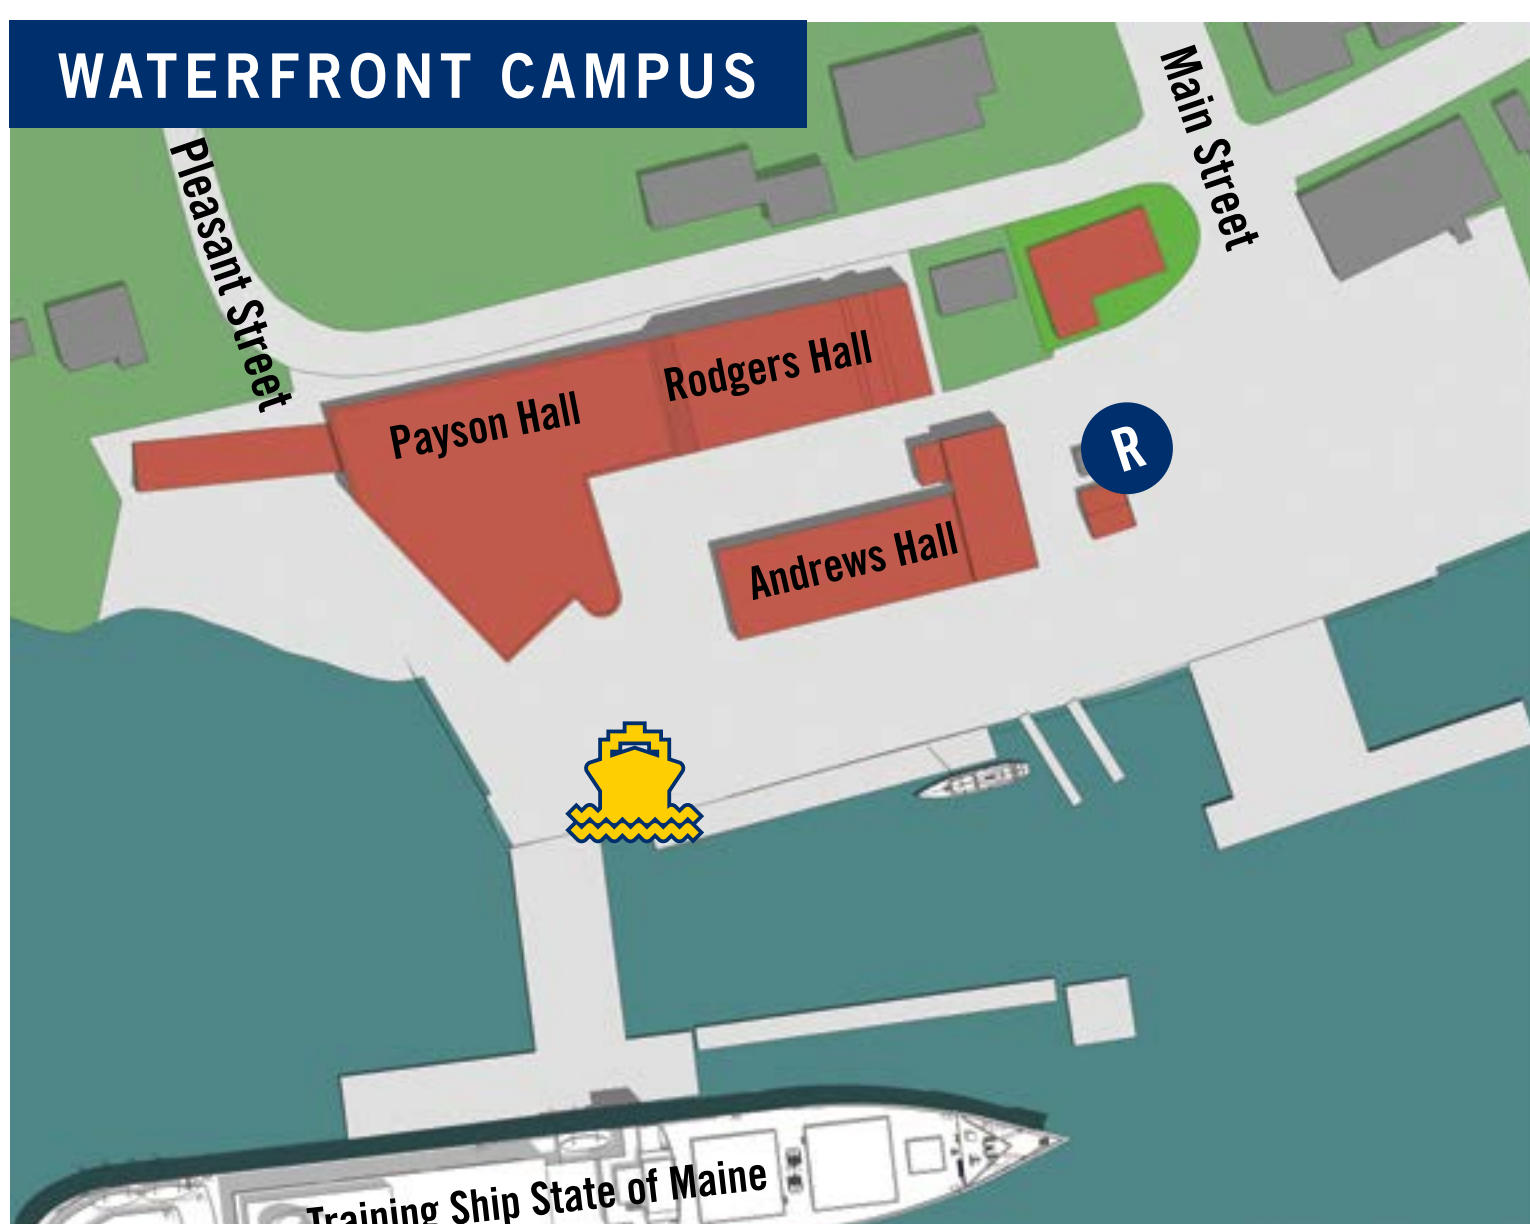 WATERFRONT CAMPUS
Main Street
Pleasant Street
Rodgers Hall
Payson Hall
R
Andrews Hall
Training Ship State of Maine